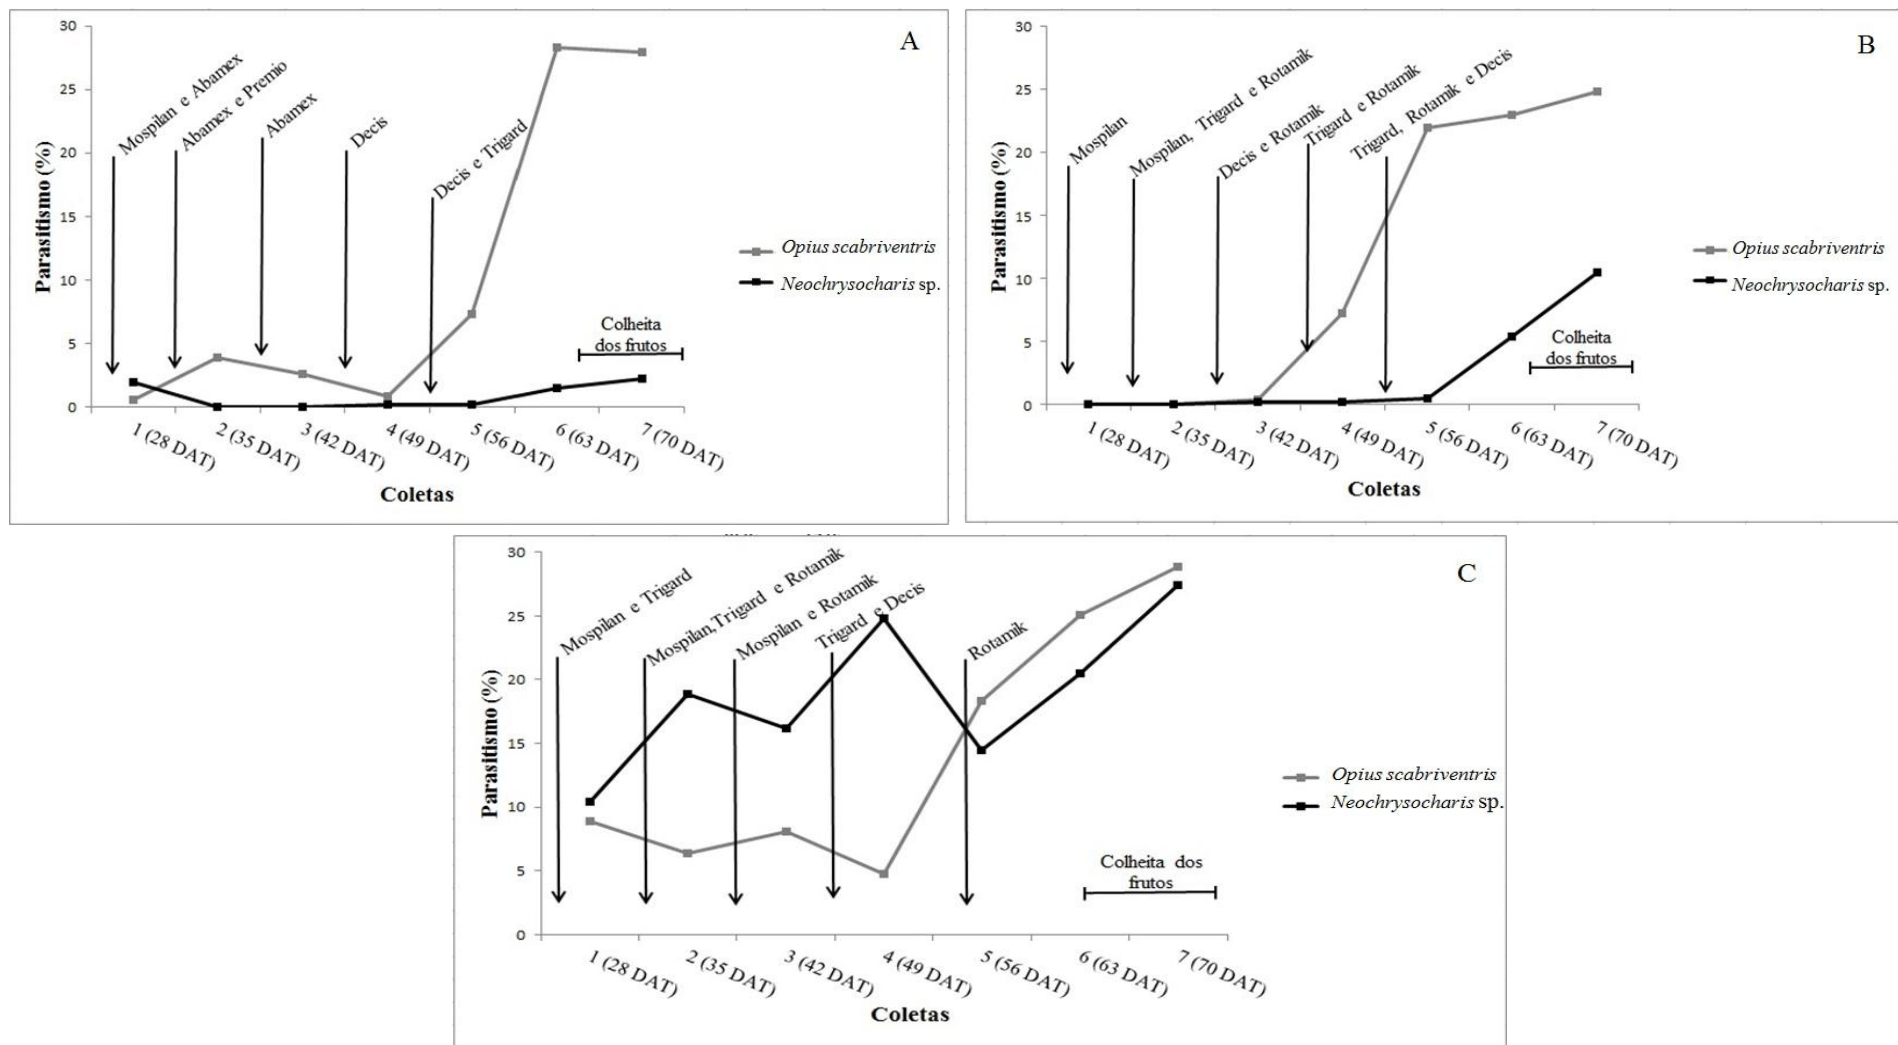 A
30
25
20
15
10
5
0
Parasitismo (%)
Mospilan e Abamex
Abamex e Premio
Abamex
Decis
Decis e Trigard
Opius scabriventris
Neochrysocharis sp.
Colheita
dos frutos
1 (28 DAT)
2 (35 DAT)
3 (42 DAT)
4 (49 DAT)
5 (56 DAT)
6 (63 DAT)
7 (70 DAT)
Coletas
B
30
25
20
15
10
5
0
Parasitismo (%)
Mospilan
Mospilan, Trigard e Rotamik
Decis e Rotamik
Trigard e Rotamik
Trigard, Rotamik e Decis
Opius scabriventris
Neochrysocharis sp.
Colheita
dos frutos
1 (28 DAT)
2 (35 DAT)
3 (42 DAT)
4 (49 DAT)
5 (56 DAT)
6 (63 DAT)
7 (70 DAT)
Coletas
C
30
25
20
15
10
5
0
Parasitismo (%)
Mospilan e Trigard
Mospilan,Trigard e Rotamik
Mospilan e Rotamik
Trigard e Decis
Rotamik
Opius scabriventris
Neochrysocharis sp.
Colheita dos
frutos
1 (28 DAT)
2 (35 DAT)
3 (42 DAT)
4 (49 DAT)
5 (56 DAT)
6 (63 DAT)
7 (70 DAT)
Coletas